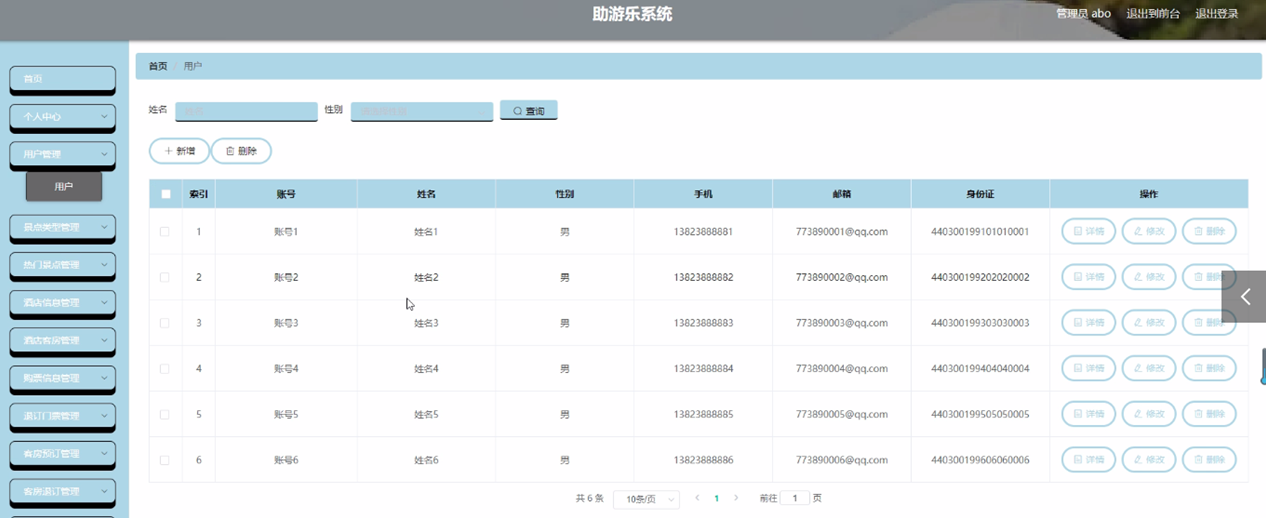 助游乐系统
管理员 abo 退出到前台 退出登录
首页 / 用户
首页
个人中心
用户管理
用户
景点类型管理
热门景点管理
酒店信息管理
酒店客房管理
购票信息管理
退订门票管理
客房预订管理
客房退订管理
姓名 性别 查询
新增 删除
索引 账号 姓名 性别 手机 邮箱 身份证 操作
1 账号1 姓名1 男 13823888881 773890001@qq.com 440300199101010001 详情 修改 删除
2 账号2 姓名2 男 13823888882 773890002@qq.com 440300199202020002 详情 修改 删除
3 账号3 姓名3 男 13823888883 773890003@qq.com 440300199303030003 详情 修改 删除
4 账号4 姓名4 男 13823888884 773890004@qq.com 440300199404040004 详情 修改 删除
5 账号5 姓名5 男 13823888885 773890005@qq.com 440300199505050005 详情 修改 删除
6 账号6 姓名6 男 13823888886 773890006@qq.com 440300199606060006 详情 修改 删除
共 6 条 10条/页 1 前往 1 页